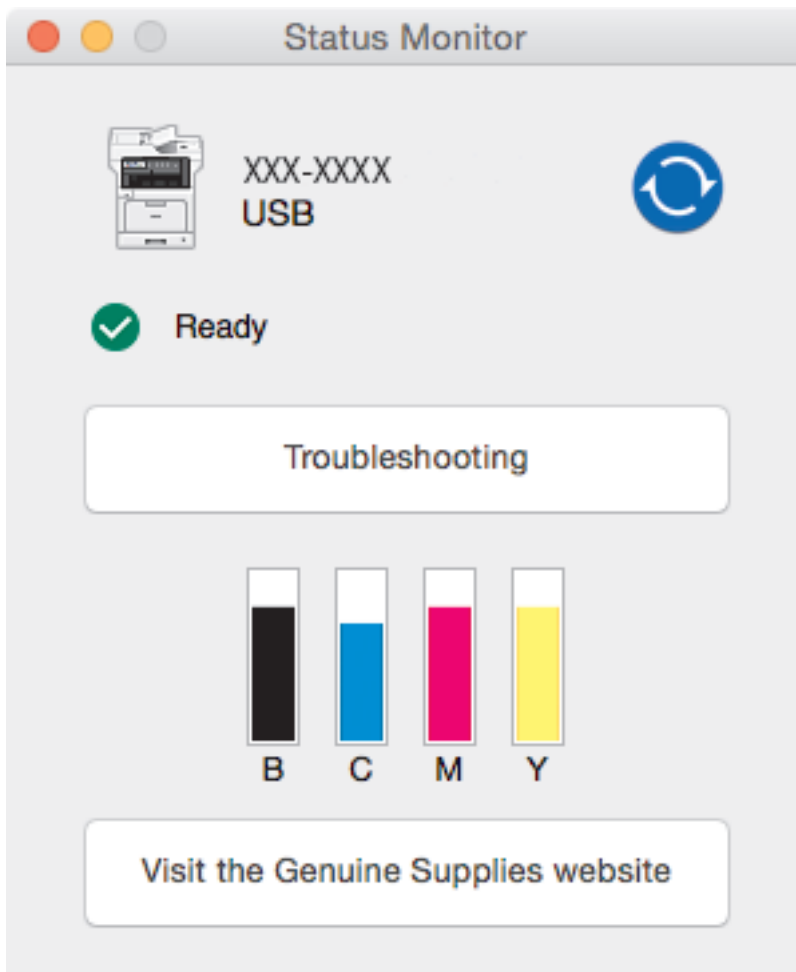 Status Monitor
XXX-XXXX
USB
Ready
Troubleshooting
B C M Y
Visit the Genuine Supplies website